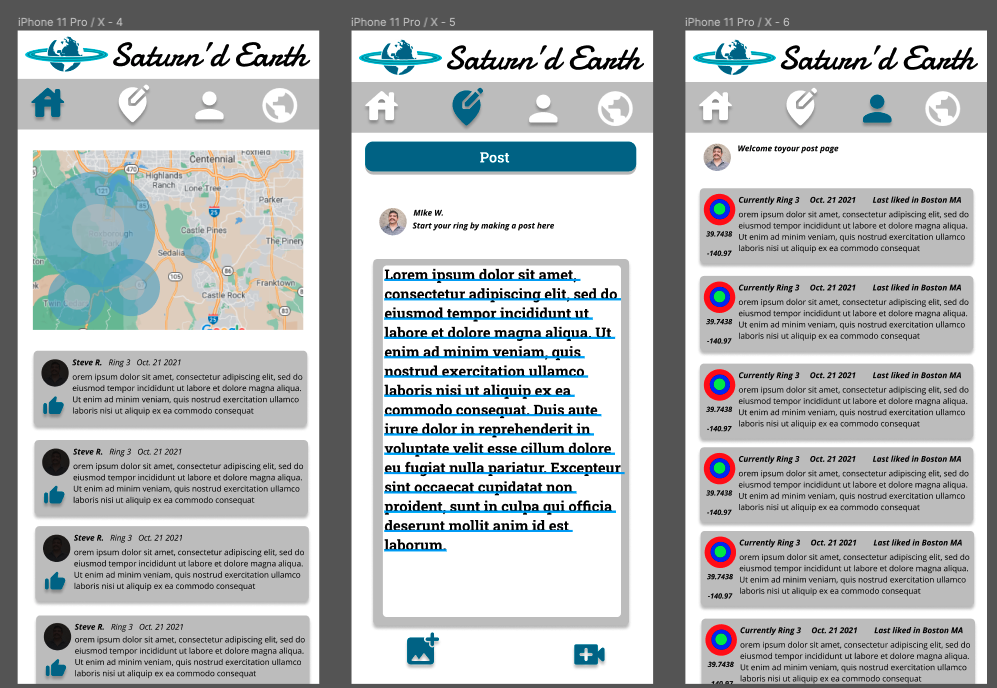 iPhone 11 Pro / X - 4
Saturn'd Earth
Foxfield
Centennial
470
Highlands
Ranch
Lone Tree
Parker
25
Castle Pines
The Pinery
Sedalia
86
105
Franktown
Castle Rock
83
Google
Steve R. Ring 3 Oct. 21 2021
orem ipsum dolor sit amet, consectetur adipiscing elit, sed do
eiusmod tempor incididunt ut labore et dolore magna aliqua.
Ut enim ad minim veniam, quis nostrud exercitation ullamco
laboris nisi ut aliquip ex ea commodo consequat
Steve R. Ring 3 Oct. 21 2021
orem ipsum dolor sit amet, consectetur adipiscing elit, sed do
eiusmod tempor incididunt ut labore et dolore magna aliqua.
Ut enim ad minim veniam, quis nostrud exercitation ullamco
laboris nisi ut aliquip ex ea commodo consequat
Steve R. Ring 3 Oct. 21 2021
orem ipsum dolor sit amet, consectetur adipiscing elit, sed do
eiusmod tempor incididunt ut labore et dolore magna aliqua.
Ut enim ad minim veniam, quis nostrud exercitation ullamco
laboris nisi ut aliquip ex ea commodo consequat
Steve R. Ring 3 Oct. 21 2021
orem ipsum dolor sit amet, consectetur adipiscing elit, sed do
eiusmod tempor incididunt ut labore et dolore magna aliqua.
Ut enim ad minim veniam, quis nostrud exercitation ullamco
laboris nisi ut aliquip ex ea commodo consequat
iPhone 11 Pro / X - 5
Saturn'd Earth
Post
MIke W.
Start your ring by making a post here
Lorem ipsum dolor sit amet,
consectetur adipiscing elit, sed do
eiusmod tempor incididunt ut
labore et dolore magna aliqua. Ut
enim ad minim veniam, quis
nostrud exercitation ullamco
laboris nisi ut aliquip ex ea
commodo consequat. Duis aute
irure dolor in reprehenderit in
voluptate velit esse cillum dolore
eu fugiat nulla pariatur. Excepteur
sint occaecat cupidatat non
proident, sunt in culpa qui officia
deserunt mollit anim id est
laborum.
iPhone 11 Pro / X - 6
Saturn'd Earth
Welcome toyour post page
Currently Ring 3 Oct. 21 2021 Last liked in Boston MA
orem ipsum dolor sit amet, consectetur adipiscing elit, sed do
eiusmod tempor incididunt ut labore et dolore magna aliqua.
Ut enim ad minim veniam, quis nostrud exercitation ullamco
laboris nisi ut aliquip ex ea commodo consequat
39.7438
-140.97
Currently Ring 3 Oct. 21 2021 Last liked in Boston MA
orem ipsum dolor sit amet, consectetur adipiscing elit, sed do
eiusmod tempor incididunt ut labore et dolore magna aliqua.
Ut enim ad minim veniam, quis nostrud exercitation ullamco
laboris nisi ut aliquip ex ea commodo consequat
39.7438
-140.97
Currently Ring 3 Oct. 21 2021 Last liked in Boston MA
orem ipsum dolor sit amet, consectetur adipiscing elit, sed do
eiusmod tempor incididunt ut labore et dolore magna aliqua.
Ut enim ad minim veniam, quis nostrud exercitation ullamco
laboris nisi ut aliquip ex ea commodo consequat
39.7438
-140.97
Currently Ring 3 Oct. 21 2021 Last liked in Boston MA
orem ipsum dolor sit amet, consectetur adipiscing elit, sed do
eiusmod tempor incididunt ut labore et dolore magna aliqua.
Ut enim ad minim veniam, quis nostrud exercitation ullamco
laboris nisi ut aliquip ex ea commodo consequat
39.7438
-140.97
Currently Ring 3 Oct. 21 2021 Last liked in Boston MA
orem ipsum dolor sit amet, consectetur adipiscing elit, sed do
eiusmod tempor incididunt ut labore et dolore magna aliqua.
Ut enim ad minim veniam, quis nostrud exercitation ullamco
laboris nisi ut aliquip ex ea commodo consequat
39.7438
-140.97
Currently Ring 3 Oct. 21 2021 Last liked in Boston MA
orem ipsum dolor sit amet, consectetur adipiscing elit, sed do
eiusmod tempor incididunt ut labore et dolore magna aliqua.
Ut enim ad minim veniam, quis nostrud exercitation ullamco
laboris nisi ut aliquip ex ea commodo consequat
39.7438